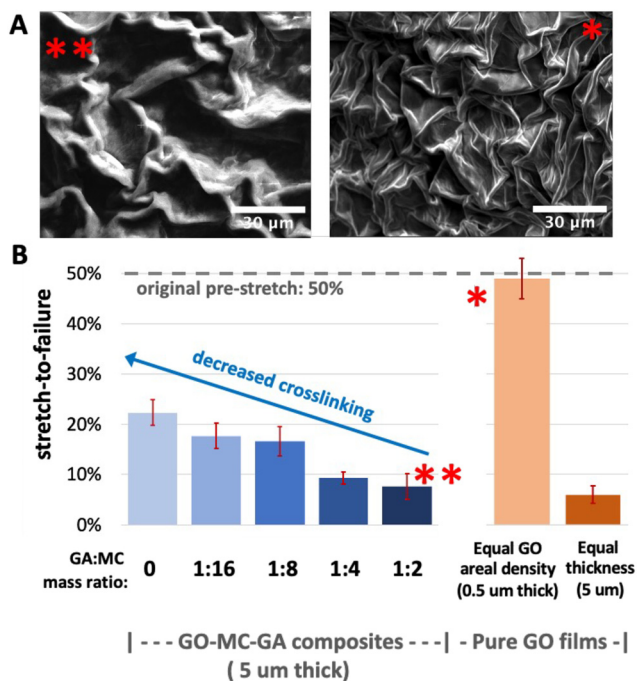 A
* *
*
30 μm
30 μm
B
50%
original pre-stretch: 50%
*
40%
30%
decreased crosslinking
20%
10%
* *
0%
stretch-to-failure
GA:MC
mass ratio:
0
1:16
1:8
1:4
1:2
Equal GO
areal density
(0.5 um thick)
Equal
thickness
(5 um)
| - - - GO-MC-GA composites - - - |
( 5 um thick)
- Pure GO films - |